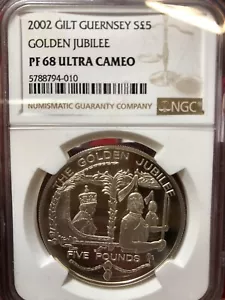 2002 GILT GUERNSEY S£5
GOLDEN JUBILEE
PF 68 ULTRA CAMEO
5788794-010
NUMISMATIC GUARANTY COMPANY
NGC
THE GOLDEN JUBILEE
FIVE POUNDS